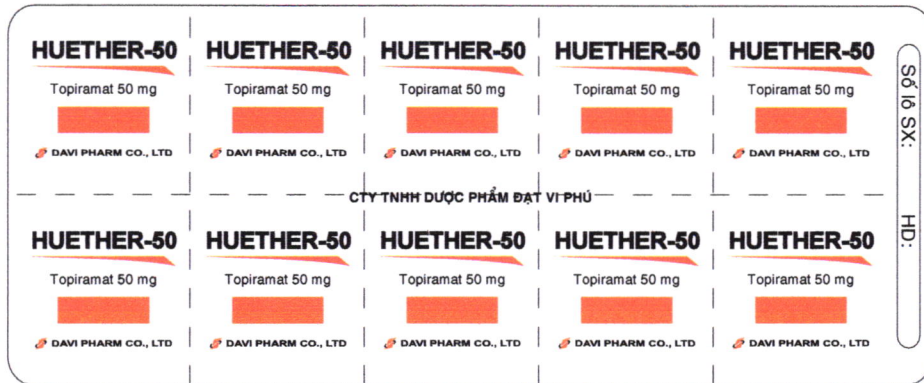 HUETHER-50 HUETHER-50 HUETHER-50 HUETHER-50 HUETHER-50
Topiramat 50 mg Topiramat 50 mg Topiramat 50 mg Topiramat 50 mg Topiramat 50 mg
DAVI PHARM CO., LTD DAVI PHARM CO., LTD DAVI PHARM CO., LTD DAVI PHARM CO., LTD DAVI PHARM CO., LTD
CTY TNHH DƯỢC PHẨM ĐẠT VI PHÚ
HUETHER-50 HUETHER-50 HUETHER-50 HUETHER-50 HUETHER-50
Topiramat 50 mg Topiramat 50 mg Topiramat 50 mg Topiramat 50 mg Topiramat 50 mg
DAVI PHARM CO., LTD DAVI PHARM CO., LTD DAVI PHARM CO., LTD DAVI PHARM CO., LTD DAVI PHARM CO., LTD
Số lô SX: HD: